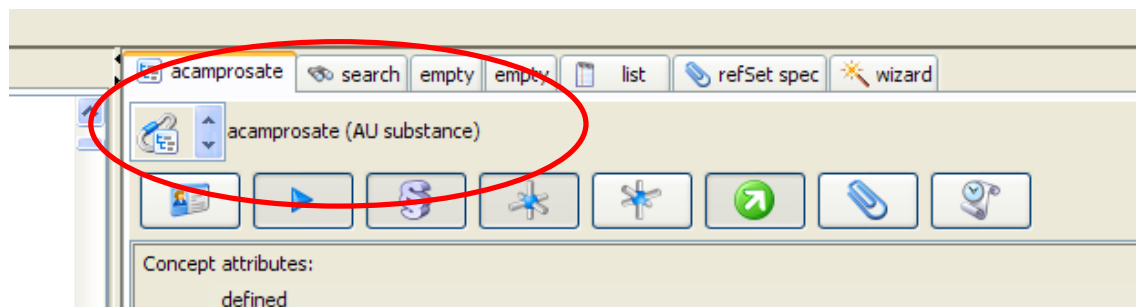 acamprosate search empty empty list refSet spec wizard
acamprosate (AU substance)
Concept attributes:
defined